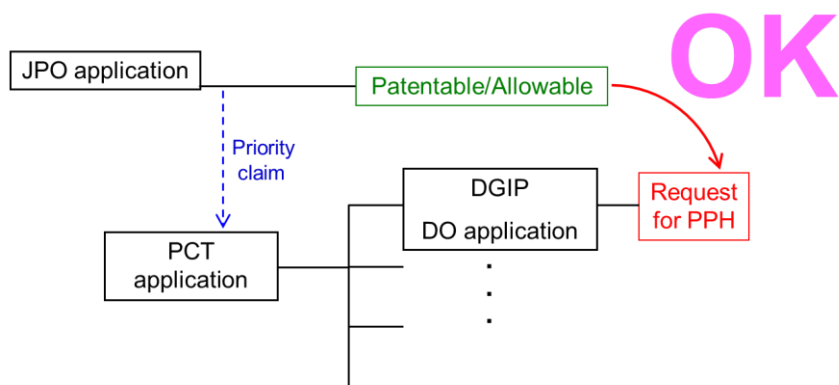 OK
JPO application
Patentable/Allowable
Priority
claim
DGIP
DO application
Request
for PPH
PCT
application